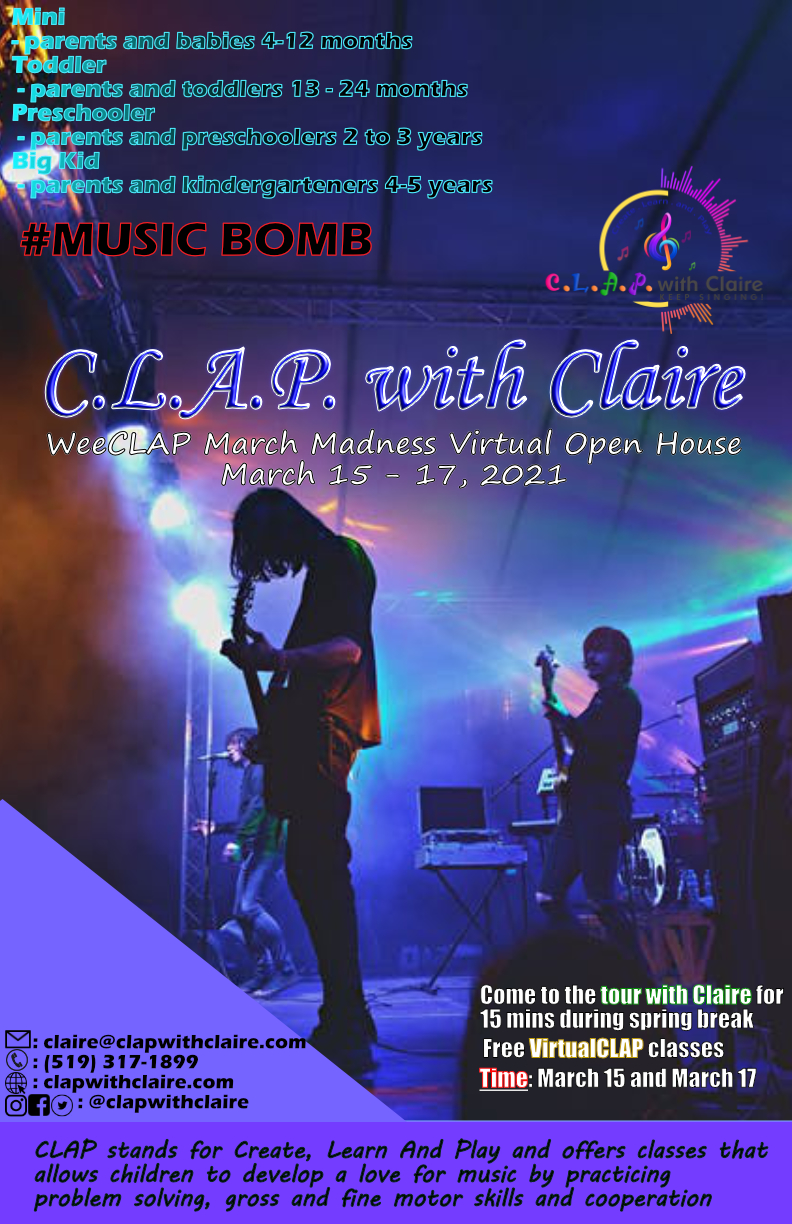 Mini
- parents and babies 4-12 months
Toddler
- parents and toddlers 13 - 24 months
Preschooler
- parents and preschoolers 2 to 3 years
Big Kid
- parents and kindergarteners 4-5 years
#MUSIC BOMB
C.L.A.P. with Claire
KEEP SINGING!
C.L.A.P. with Claire
WeeCLAP March Madness Virtual Open House
March 15 - 17, 2021
Come to the tour with Claire for
15 mins during spring break
Free VirtualCLAP classes
Time: March 15 and March 17
: claire@clapwithclaire.com
: (519) 317-1899
: clapwithclaire.com
: @clapwithclaire
CLAP stands for Create, Learn And Play and offers classes that
allows children to develop a love for music by practicing
problem solving, gross and fine motor skills and cooperation